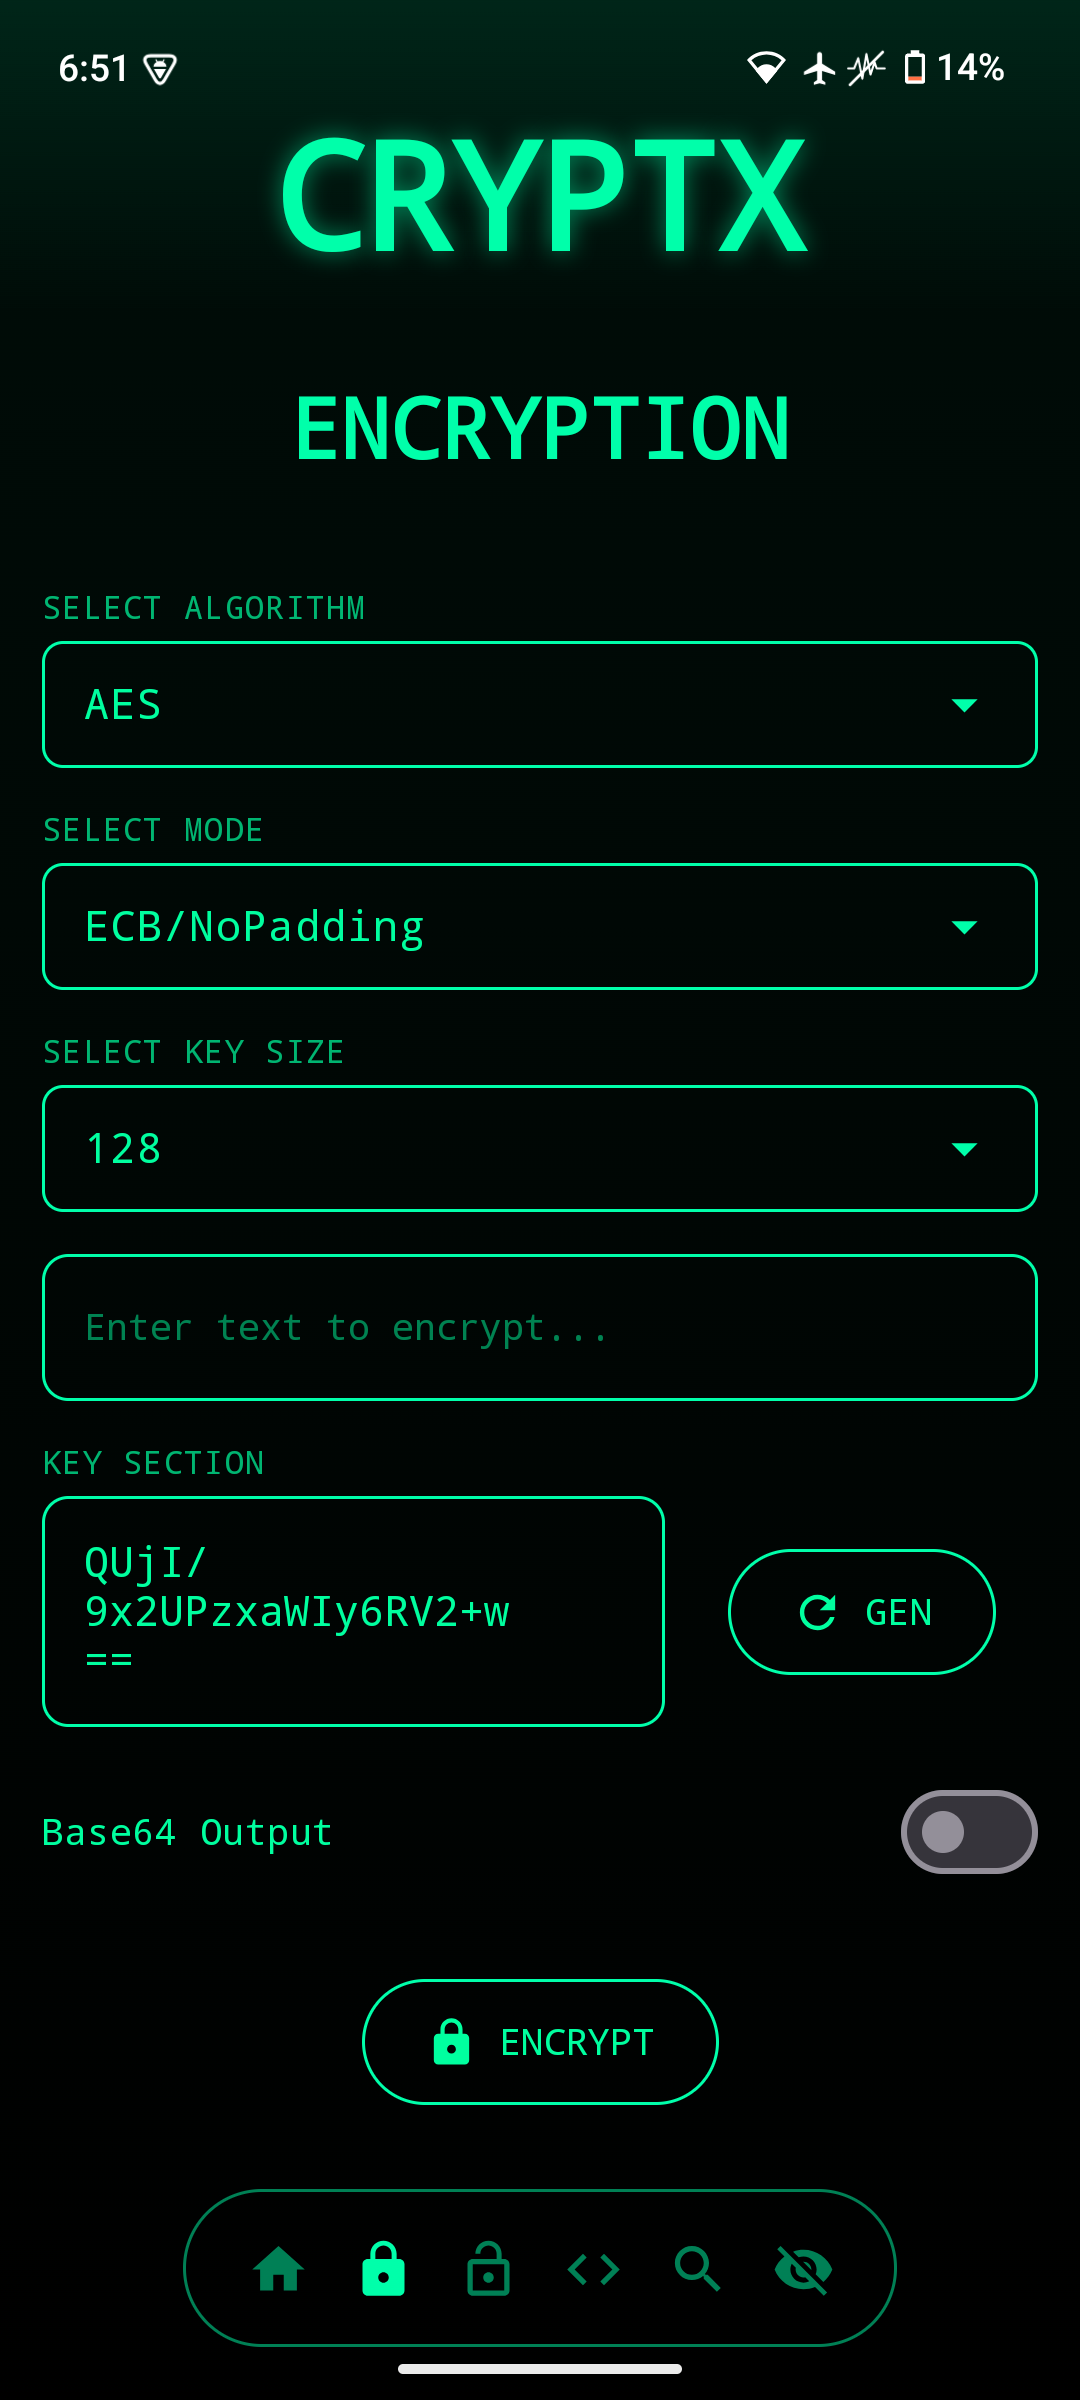 6:51
14%
CRYPTX
ENCRYPTION
SELECT ALGORITHM
AES
SELECT MODE
ECB/NoPadding
SELECT KEY SIZE
128
Enter text to encrypt...
KEY SECTION
QUjI/
9x2UPzxaWIy6RV2+w
==
GEN
Base64 Output
ENCRYPT